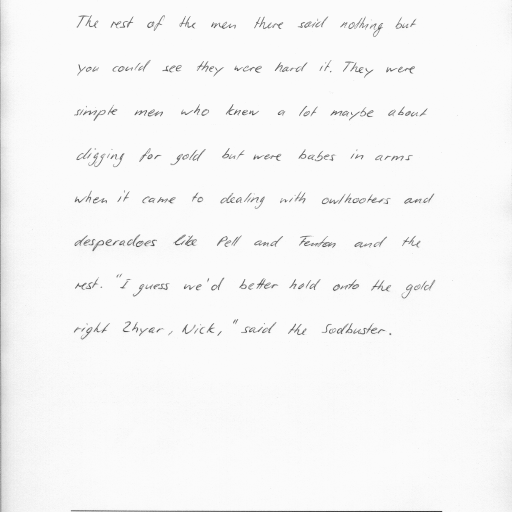 The rest of the men there said nothing but
you could see they were hard it. They were
simple men who knew a lot maybe about
digging for gold but were babes in arms
when it came to dealing with owlhooters and
desperadoes like Pell and Fenton and the
rest. "I guess we'd better hold onto the gold
right 2hyar, Nick," said the Sodbuster.